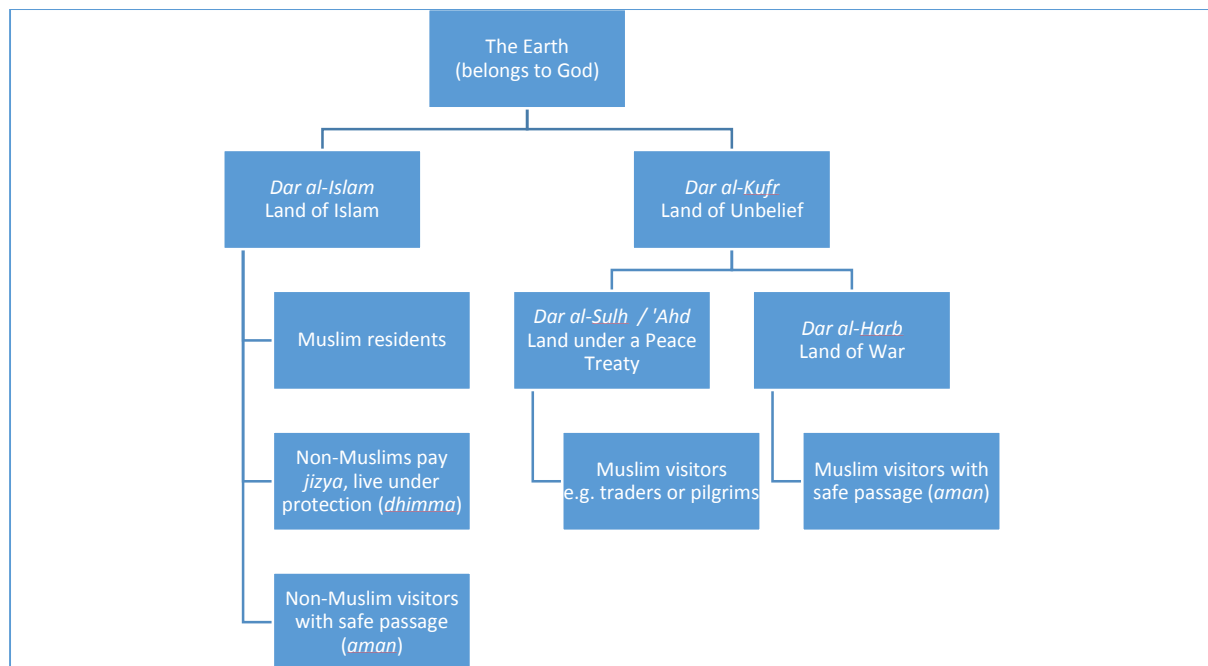 The Earth
(belongs to God)
Dar al-Islam
Land of Islam
Dar al-Kufr
Land of Unbelief
Muslim residents
Dar al-Sulh / 'Ahd
Land under a Peace
Treaty
Dar al-Harb
Land of War
Non-Muslims pay
jizya, live under
protection (dhimma)
Muslim visitors
e.g. traders or pilgrims
Muslim visitors with
safe passage (aman)
Non-Muslim visitors
with safe passage
(aman)